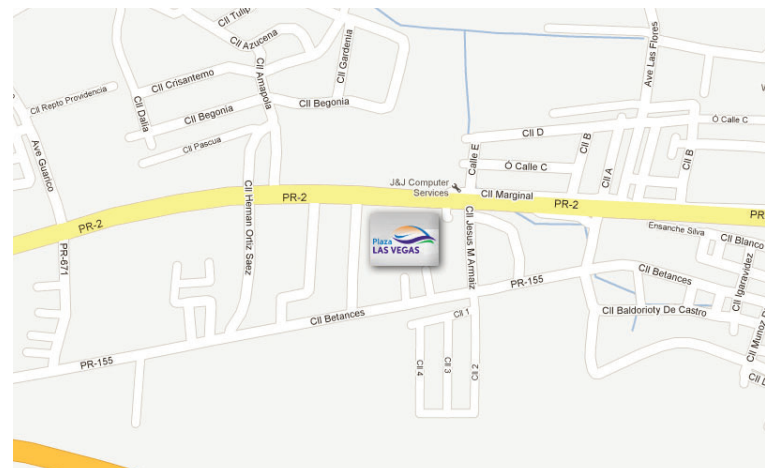 Cll Tulip
Cll Azucena
Cll Gardenia
Ave Las Flores
Cll Crisantemo
Cll Amapola
Cll Repto Providencia
Cll Dalia
Cll Begonia
Cll Begonia
Cll Pascua
Ave Guarico
Cll D
Ó Calle C
Cll B
Calle E
Ó Calle C
Cll A
Cll B
J&J Computer
Services
Cll Marginal
PR-2
PR-2
PR-2
PR
Cll Hernan Ortiz Saez
Cll Jesus M Armaiz
Ensanche Silva
Cll Blanco
Plaza
LAS VEGAS
PR-671
PR-155
Cll Betances
Cll Igaravidez
Cll Betances
Cll 1
Cll Baldorioty De Castro
Cll Munoz
PR-155
Cll 4
Cll 3
Cll 2